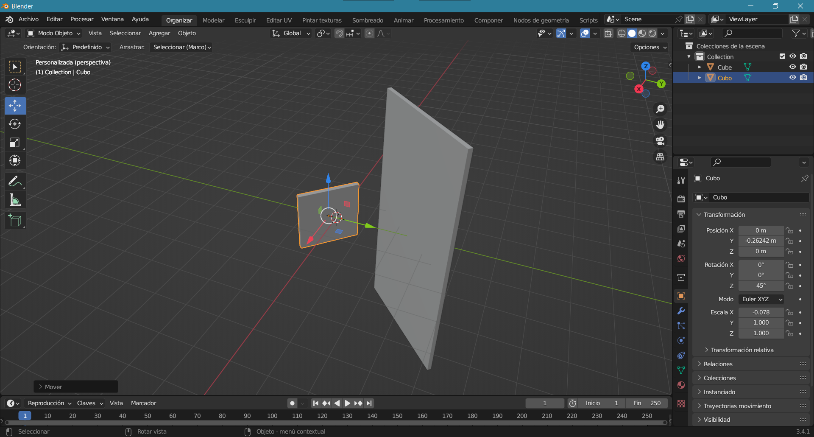 Blender
Archivo Editar Procesar Ventana Ayuda Organizar Modelar Esculpir Editar UV Pintar texturas Sombreado Animar Procesamiento Componer Nodos de geometría Scripts Scene ViewLayer
Modo Objeto Vista Seleccionar Agregar Objeto Global
Orientación: Predefinido Arrastrar: Seleccionar (Marco) Opciones
Personalizada (perspectiva)
(1) Collection | Cubo
Z
Y
X
Mover
Colecciones de la escena
Collection
Cube
Cubo
Cubo
Cubo
Transformación
Posición X 0 m
Y -0.26242 m
Z 0 m
Rotación X 0°
Y 0°
Z 45°
Modo Euler XYZ
Escala X -0.078
Y 1.000
Z 1.000
Transformación relativa
Relaciones
Colecciones
Instanciado
Trayectorias movimiento
Visibilidad
Reproducción Claves Vista Marcador 1 Inicio 1 Fin 250
1 10 20 30 40 50 60 70 80 90 100 110 120 130 140 150 160 170 180 190 200 210 220 230 240 250
Seleccionar Rotar vista Objeto - menú contextual 3.4.1